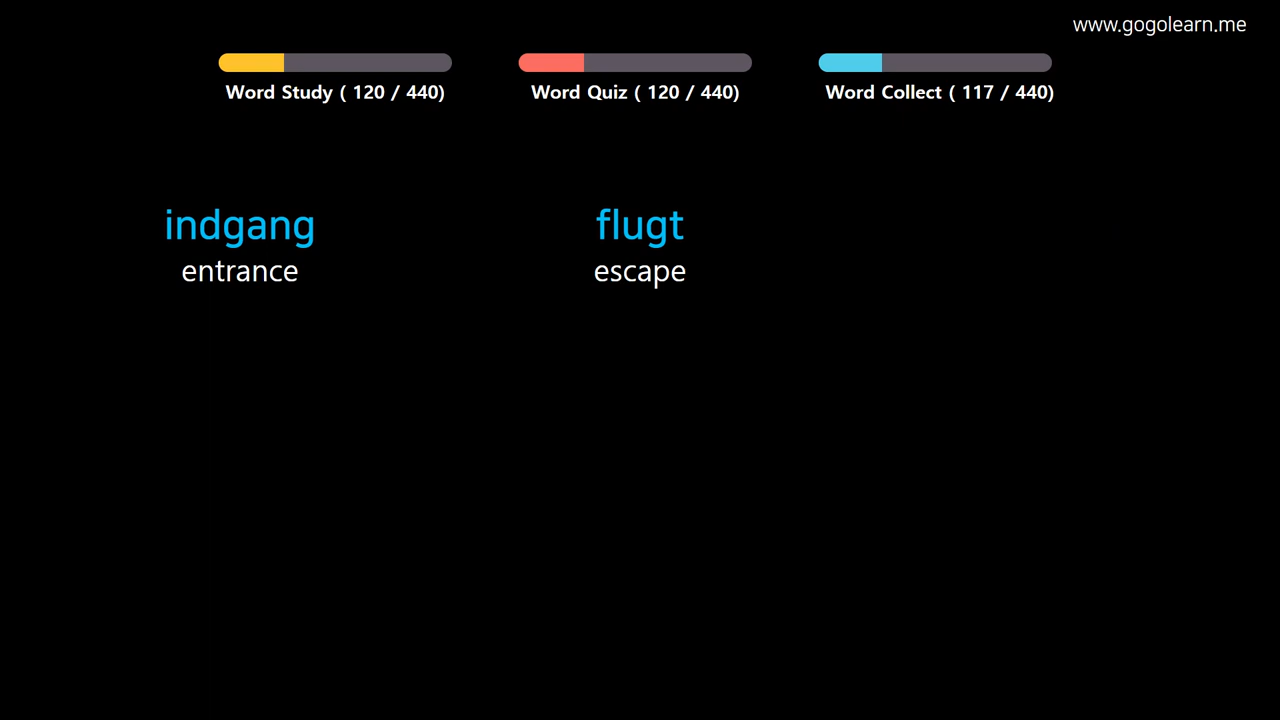 www.gogolearn.me
Word Study ( 120 / 440)
Word Quiz ( 120 / 440)
Word Collect ( 117 / 440)
indgang
entrance
flugt
escape